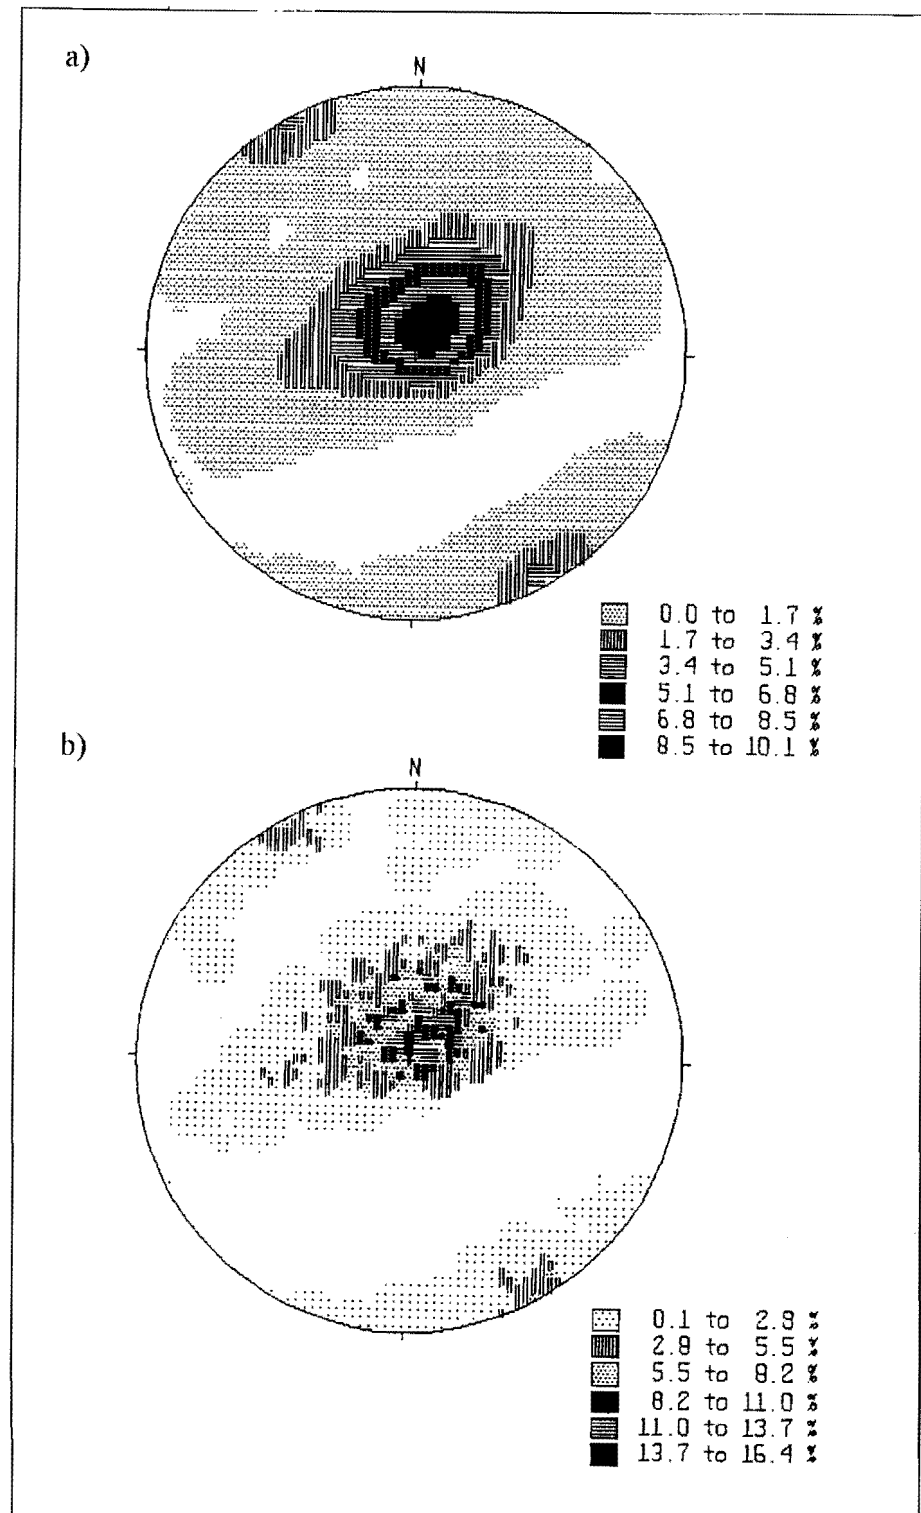 a)
N
0.0 to 1.7 %
1.7 to 3.4 %
3.4 to 5.1 %
5.1 to 6.8 %
6.8 to 8.5 %
8.5 to 10.1 %
b)
N
0.1 to 2.8 %
2.8 to 5.5 %
5.5 to 8.2 %
8.2 to 11.0 %
11.0 to 13.7 %
13.7 to 16.4 %